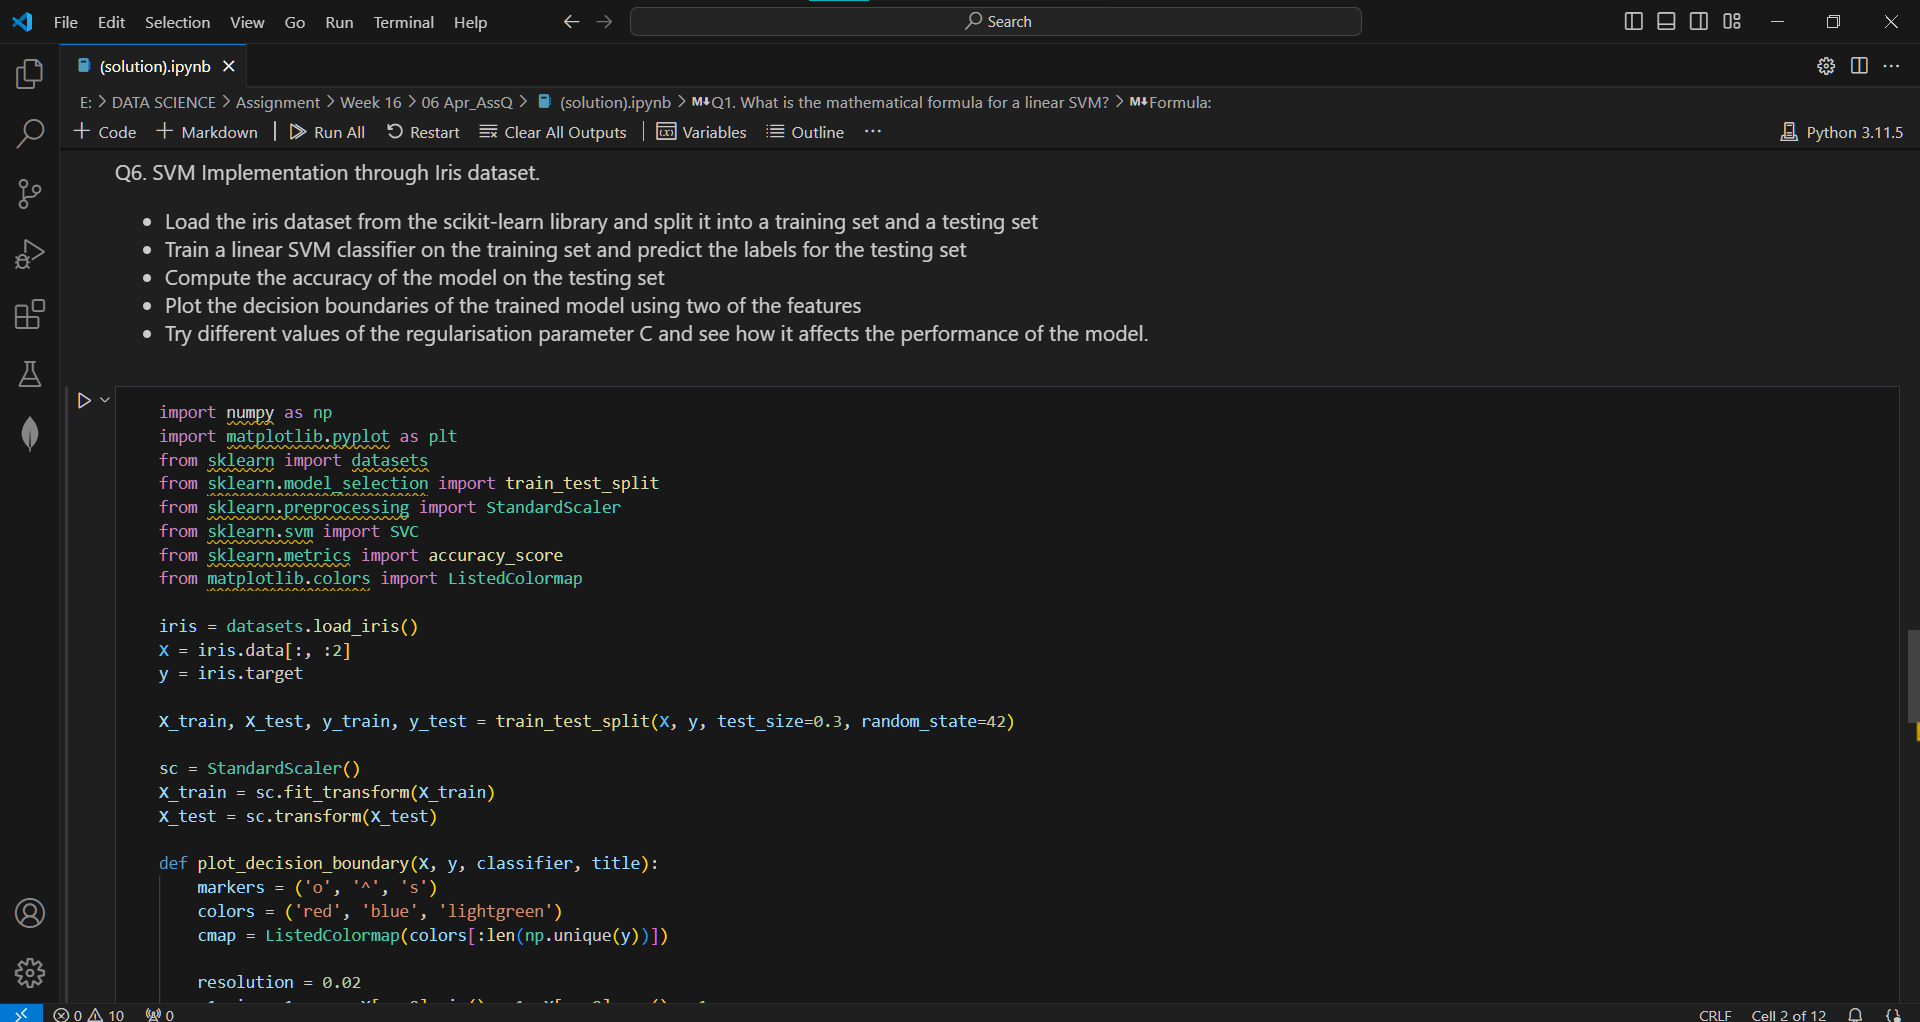 File Edit Selection View Go Run Terminal Help Search
(solution).ipynb
E: > DATA SCIENCE > Assignment > Week 16 > 06 Apr_AssQ > (solution).ipynb > M↓Q1. What is the mathematical formula for a linear SVM? > M↓Formula:
+ Code + Markdown | Run All Restart Clear All Outputs | Variables Outline ... Python 3.11.5
Q6. SVM Implementation through Iris dataset.
• Load the iris dataset from the scikit-learn library and split it into a training set and a testing set
• Train a linear SVM classifier on the training set and predict the labels for the testing set
• Compute the accuracy of the model on the testing set
• Plot the decision boundaries of the trained model using two of the features
• Try different values of the regularisation parameter C and see how it affects the performance of the model.
import numpy as np
import matplotlib.pyplot as plt
from sklearn import datasets
from sklearn.model_selection import train_test_split
from sklearn.preprocessing import StandardScaler
from sklearn.svm import SVC
from sklearn.metrics import accuracy_score
from matplotlib.colors import ListedColormap
iris = datasets.load_iris()
X = iris.data[:, :2]
y = iris.target
X_train, X_test, y_train, y_test = train_test_split(X, y, test_size=0.3, random_state=42)
sc = StandardScaler()
X_train = sc.fit_transform(X_train)
X_test = sc.transform(X_test)
def plot_decision_boundary(X, y, classifier, title):
markers = ('o', '^', 's')
colors = ('red', 'blue', 'lightgreen')
cmap = ListedColormap(colors[:len(np.unique(y))])
resolution = 0.02
0 10 0 CRLF Cell 2 of 12